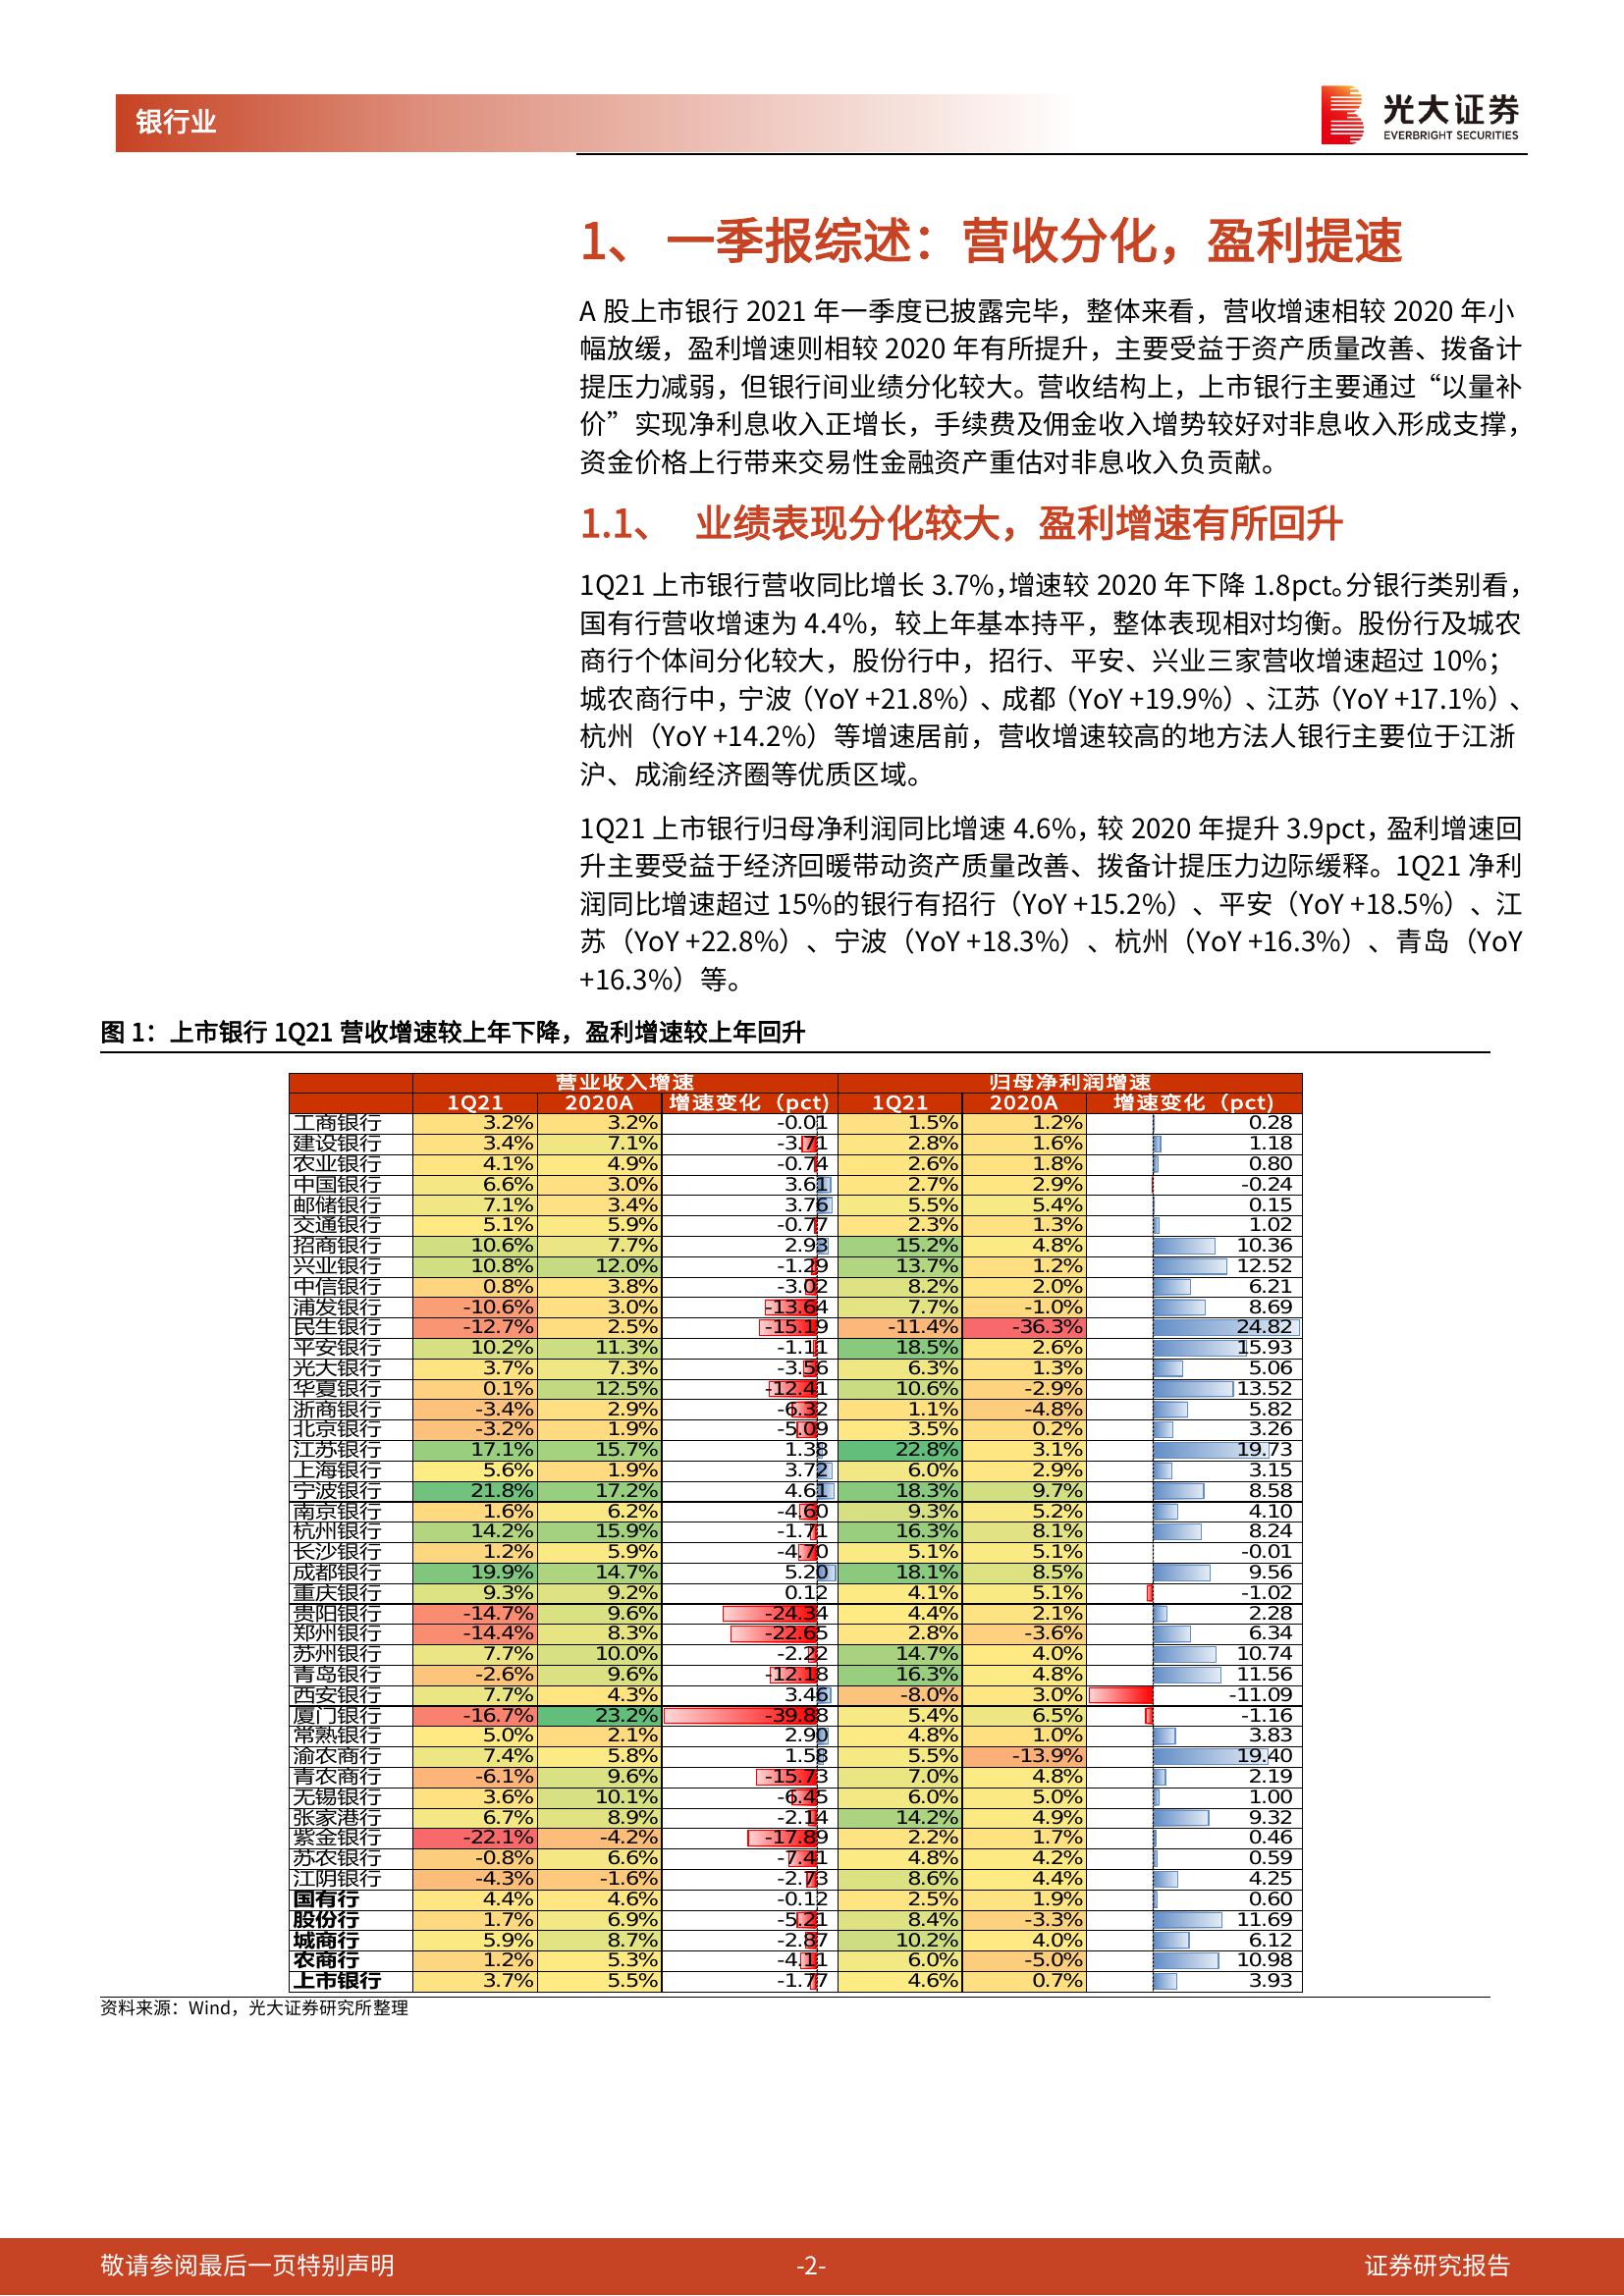 银行业
光大证券
EVERBRIGHT SECURITIES
1、 一季报综述：营收分化，盈利提速
A 股上市银行 2021 年一季度已披露完毕，整体来看，营收增速相较 2020 年小
幅放缓，盈利增速则相较 2020 年有所提升，主要受益于资产质量改善、拨备计
提压力减弱，但银行间业绩分化较大。营收结构上，上市银行主要通过“以量补
价”实现净利息收入正增长，手续费及佣金收入增势较好对非息收入形成支撑，
资金价格上行带来交易性金融资产重估对非息收入负贡献。
1.1、 业绩表现分化较大，盈利增速有所回升
1Q21 上市银行营收同比增长 3.7%，增速较 2020 年下降 1.8pct。分银行类别看，
国有行营收增速为 4.4%，较上年基本持平，整体表现相对均衡。股份行及城农
商行个体间分化较大，股份行中，招行、平安、兴业三家营收增速超过 10%；
城农商行中，宁波（YoY +21.8%）、成都（YoY +19.9%）、江苏（YoY +17.1%）、
杭州（YoY +14.2%）等增速居前，营收增速较高的地方法人银行主要位于江浙
沪、成渝经济圈等优质区域。
1Q21 上市银行归母净利润同比增速 4.6%，较 2020 年提升 3.9pct，盈利增速回
升主要受益于经济回暖带动资产质量改善、拨备计提压力边际缓释。1Q21 净利
润同比增速超过 15%的银行有招行（YoY +15.2%）、平安（YoY +18.5%）、江
苏（YoY +22.8%）、宁波（YoY +18.3%）、杭州（YoY +16.3%）、青岛（YoY
+16.3%）等。
图 1：上市银行 1Q21 营收增速较上年下降，盈利增速较上年回升
营业收入增速 归母净利润增速
1Q21 2020A 增速变化（pct) 1Q21 2020A 增速变化（pct)
工商银行 3.2% 3.2% -0.01 1.5% 1.2% 0.28
建设银行 3.4% 7.1% -3.71 2.8% 1.6% 1.18
农业银行 4.1% 4.9% -0.74 2.6% 1.8% 0.80
中国银行 6.6% 3.0% 3.61 2.7% 2.9% -0.24
邮储银行 7.1% 3.4% 3.76 5.5% 5.4% 0.15
交通银行 5.1% 5.9% -0.77 2.3% 1.3% 1.02
招商银行 10.6% 7.7% 2.93 15.2% 4.8% 10.36
兴业银行 10.8% 12.0% -1.29 13.7% 1.2% 12.52
中信银行 0.8% 3.8% -3.02 8.2% 2.0% 6.21
浦发银行 -10.6% 3.0% -13.64 7.7% -1.0% 8.69
民生银行 -12.7% 2.5% -15.19 -11.4% -36.3% 24.82
平安银行 10.2% 11.3% -1.11 18.5% 2.6% 15.93
光大银行 3.7% 7.3% -3.56 6.3% 1.3% 5.06
华夏银行 0.1% 12.5% -12.41 10.6% -2.9% 13.52
浙商银行 -3.4% 2.9% -6.32 1.1% -4.8% 5.82
北京银行 -3.2% 1.9% -5.09 3.5% 0.2% 3.26
江苏银行 17.1% 15.7% 1.38 22.8% 3.1% 19.73
上海银行 5.6% 1.9% 3.72 6.0% 2.9% 3.15
宁波银行 21.8% 17.2% 4.61 18.3% 9.7% 8.58
南京银行 1.6% 6.2% -4.60 9.3% 5.2% 4.10
杭州银行 14.2% 15.9% -1.71 16.3% 8.1% 8.24
长沙银行 1.2% 5.9% -4.70 5.1% 5.1% -0.01
成都银行 19.9% 14.7% 5.20 18.1% 8.5% 9.56
重庆银行 9.3% 9.2% 0.12 4.1% 5.1% -1.02
贵阳银行 -14.7% 9.6% -24.34 4.4% 2.1% 2.28
郑州银行 -14.4% 8.3% -22.65 2.8% -3.6% 6.34
苏州银行 7.7% 10.0% -2.22 14.7% 4.0% 10.74
青岛银行 -2.6% 9.6% -12.18 16.3% 4.8% 11.56
西安银行 7.7% 4.3% 3.46 -8.0% 3.0% -11.09
厦门银行 -16.7% 23.2% -39.88 5.4% 6.5% -1.16
常熟银行 5.0% 2.1% 2.90 4.8% 1.0% 3.83
渝农商行 7.4% 5.8% 1.58 5.5% -13.9% 19.40
青农商行 -6.1% 9.6% -15.73 7.0% 4.8% 2.19
无锡银行 3.6% 10.1% -6.45 6.0% 5.0% 1.00
张家港行 6.7% 8.9% -2.14 14.2% 4.9% 9.32
紫金银行 -22.1% -4.2% -17.89 2.2% 1.7% 0.46
苏农银行 -0.8% 6.6% -7.41 4.8% 4.2% 0.59
江阴银行 -4.3% -1.6% -2.73 8.6% 4.4% 4.25
国有行 4.4% 4.6% -0.12 2.5% 1.9% 0.60
股份行 1.7% 6.9% -5.21 8.4% -3.3% 11.69
城商行 5.9% 8.7% -2.87 10.2% 4.0% 6.12
农商行 1.2% 5.3% -4.11 6.0% -5.0% 10.98
上市银行 3.7% 5.5% -1.77 4.6% 0.7% 3.93
资料来源：Wind，光大证券研究所整理
敬请参阅最后一页特别声明 -2- 证券研究报告